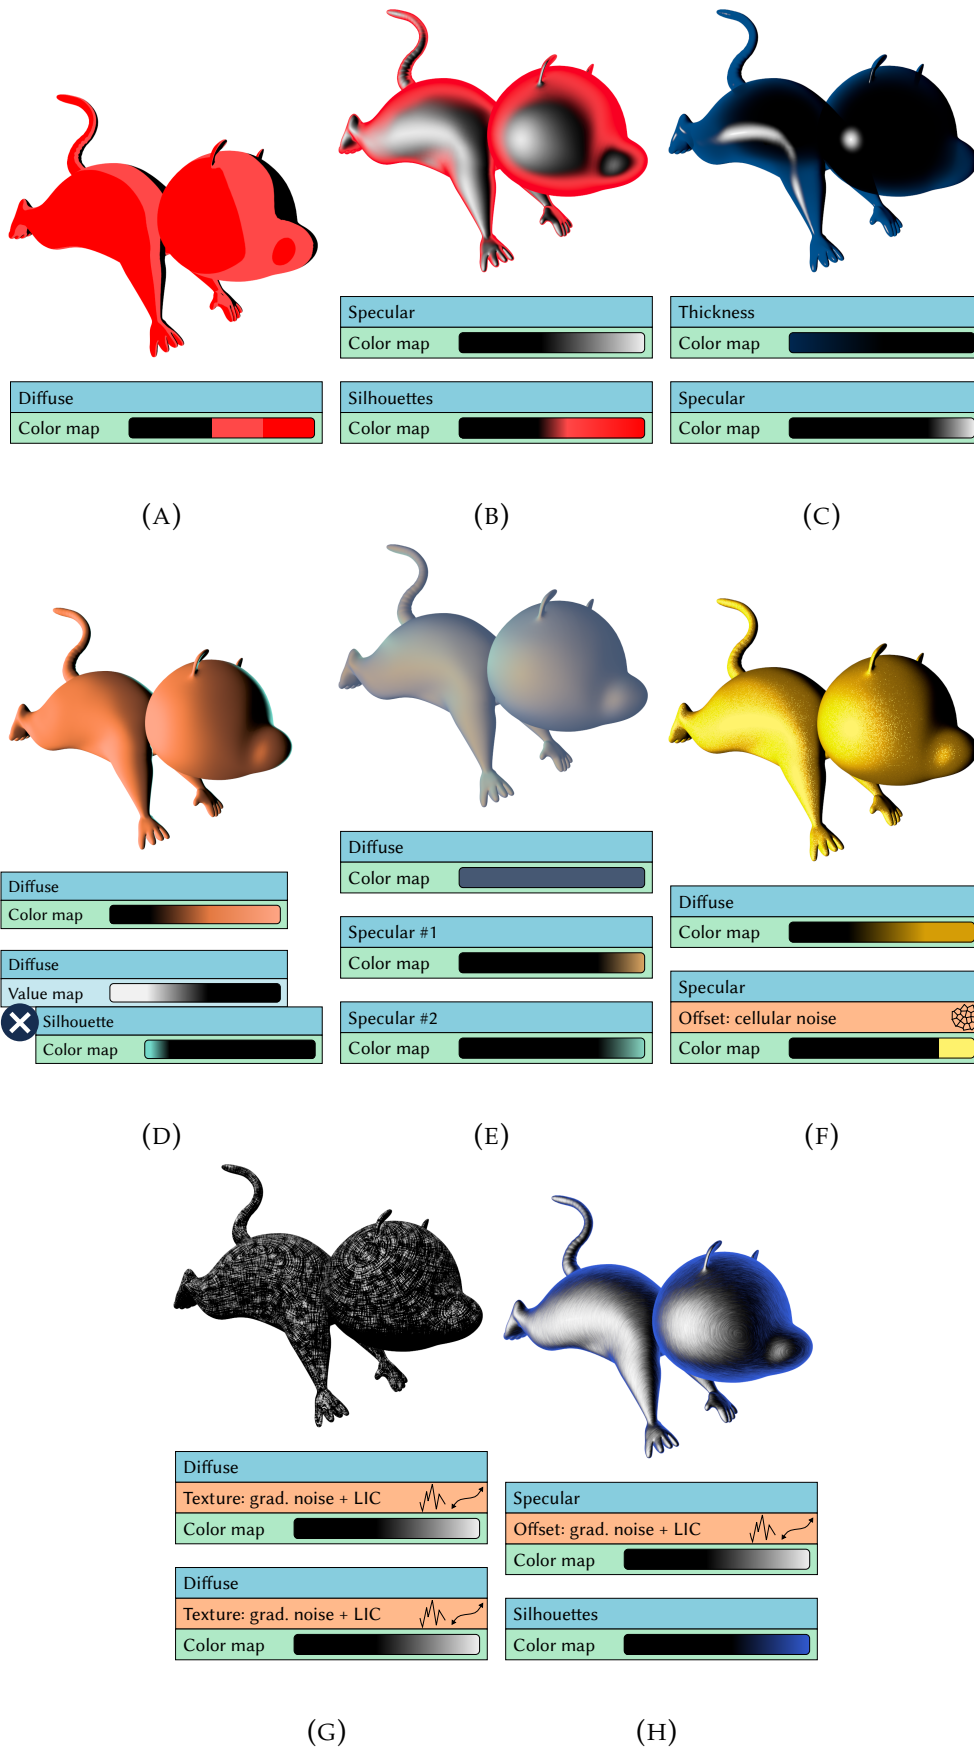 Diffuse
Color map
(A)
Specular
Color map
Silhouettes
Color map
(B)
Thickness
Color map
Specular
Color map
(C)
Diffuse
Color map
Diffuse
Value map
Silhouette
Color map
(D)
Diffuse
Color map
Specular #1
Color map
Specular #2
Color map
(E)
Diffuse
Color map
Specular
Offset: cellular noise
Color map
(F)
Diffuse
Texture: grad. noise + LIC
Color map
Diffuse
Texture: grad. noise + LIC
Color map
(G)
Specular
Offset: grad. noise + LIC
Color map
Silhouettes
Color map
(H)